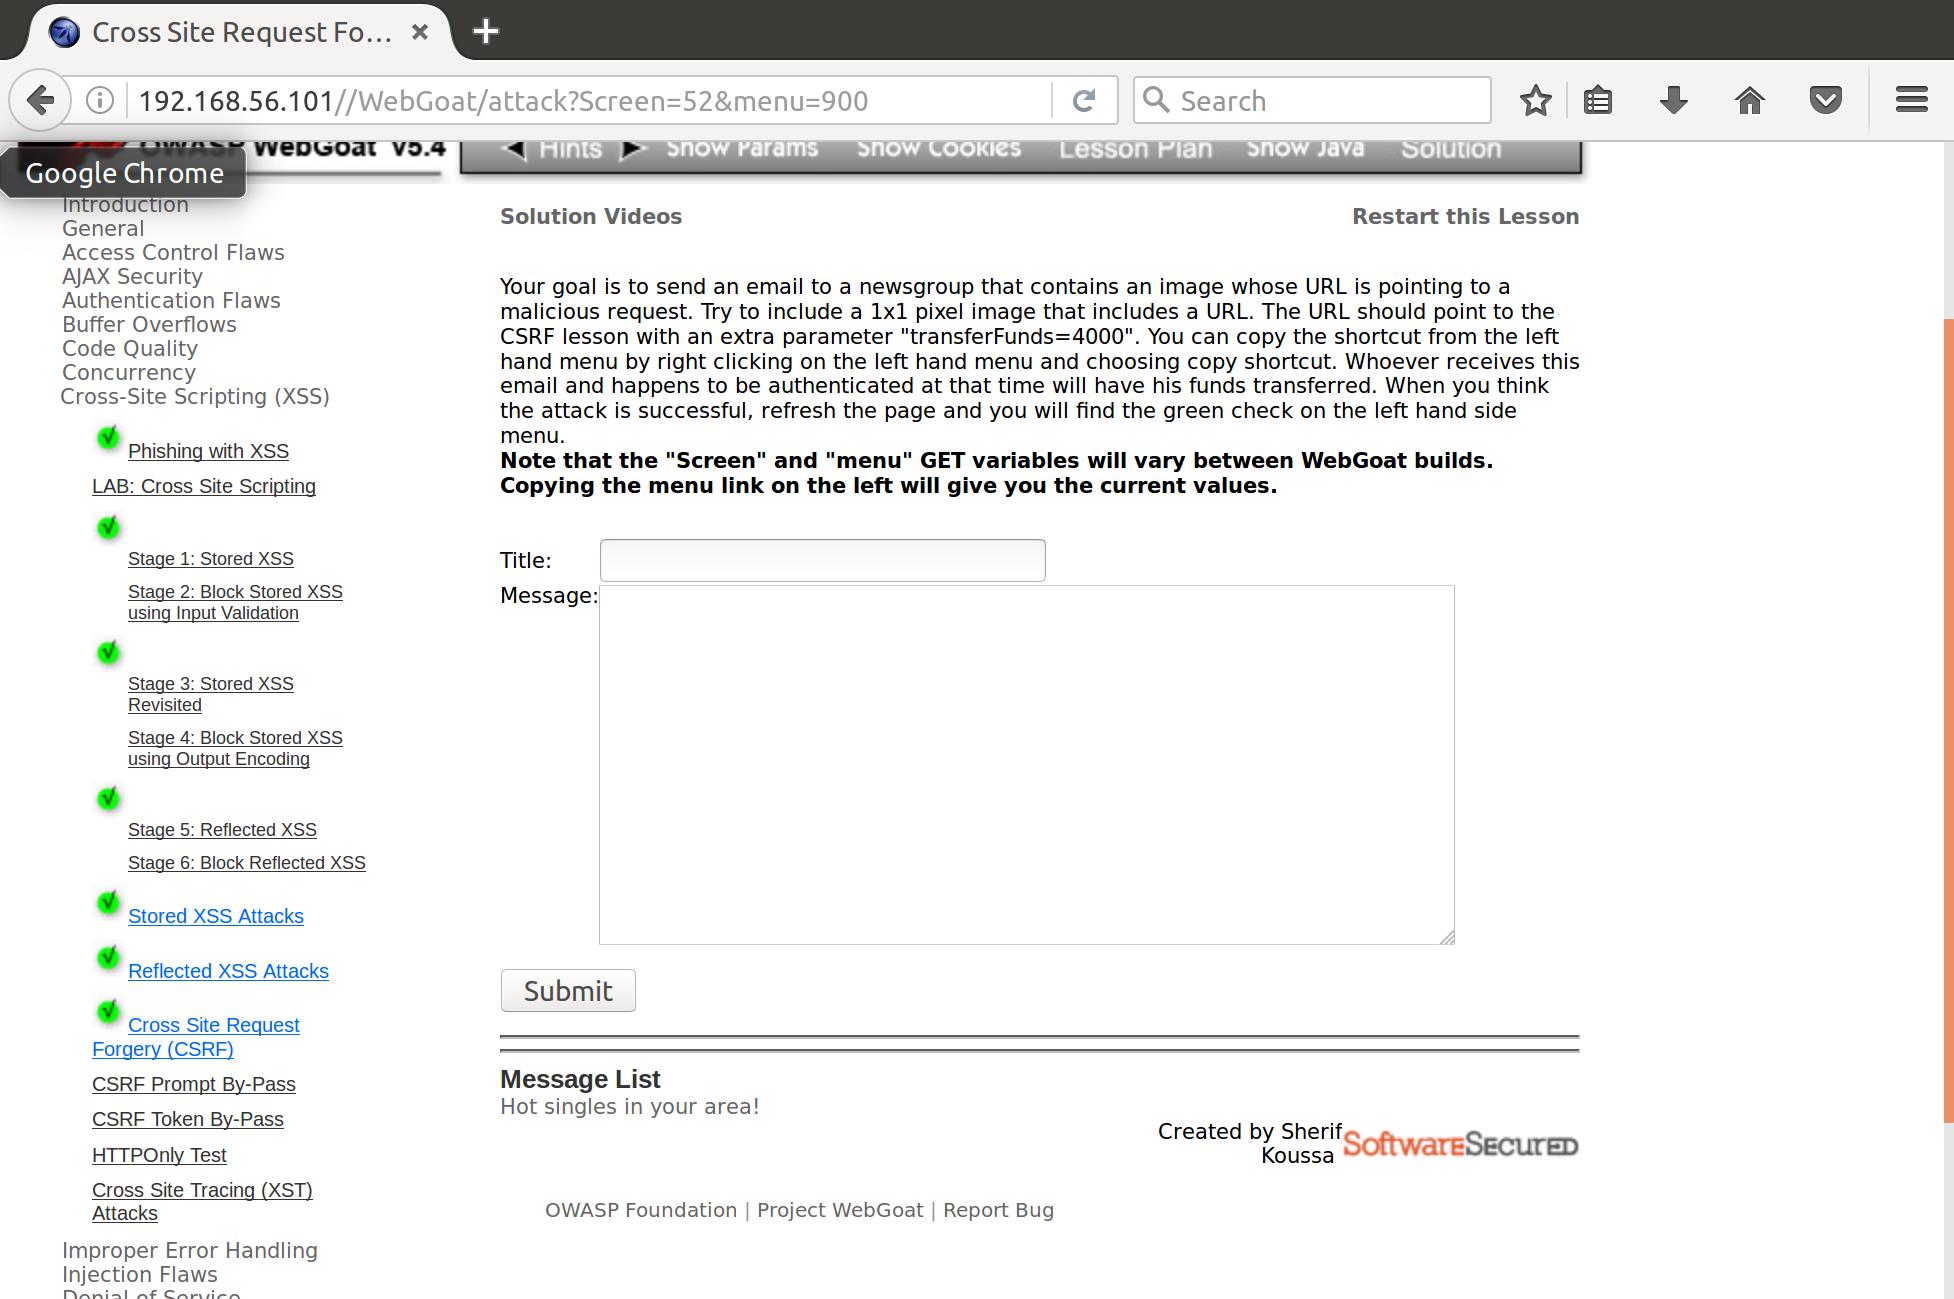 Cross Site Request Fo...
192.168.56.101//WebGoat/attack?Screen=52&menu=900
Search
OWASP WebGoat v5.4
Hints
Show Params
Show Cookies
Lesson Plan
Show Java
Solution
Google Chrome
Introduction
General
Access Control Flaws
AJAX Security
Authentication Flaws
Buffer Overflows
Code Quality
Concurrency
Cross-Site Scripting (XSS)
Phishing with XSS
LAB: Cross Site Scripting
Stage 1: Stored XSS
Stage 2: Block Stored XSS
using Input Validation
Stage 3: Stored XSS
Revisited
Stage 4: Block Stored XSS
using Output Encoding
Stage 5: Reflected XSS
Stage 6: Block Reflected XSS
Stored XSS Attacks
Reflected XSS Attacks
Cross Site Request
Forgery (CSRF)
CSRF Prompt By-Pass
CSRF Token By-Pass
HTTPOnly Test
Cross Site Tracing (XST)
Attacks
Improper Error Handling
Injection Flaws
Denial of Service
Solution Videos
Restart this Lesson
Your goal is to send an email to a newsgroup that contains an image whose URL is pointing to a
malicious request. Try to include a 1x1 pixel image that includes a URL. The URL should point to the
CSRF lesson with an extra parameter "transferFunds=4000". You can copy the shortcut from the left
hand menu by right clicking on the left hand menu and choosing copy shortcut. Whoever receives this
email and happens to be authenticated at that time will have his funds transferred. When you think
the attack is successful, refresh the page and you will find the green check on the left hand side
menu.
Note that the "Screen" and "menu" GET variables will vary between WebGoat builds.
Copying the menu link on the left will give you the current values.
Title:
Message:
Submit
Message List
Hot singles in your area!
Created by Sherif
Koussa
SoftwareSecured
OWASP Foundation | Project WebGoat | Report Bug